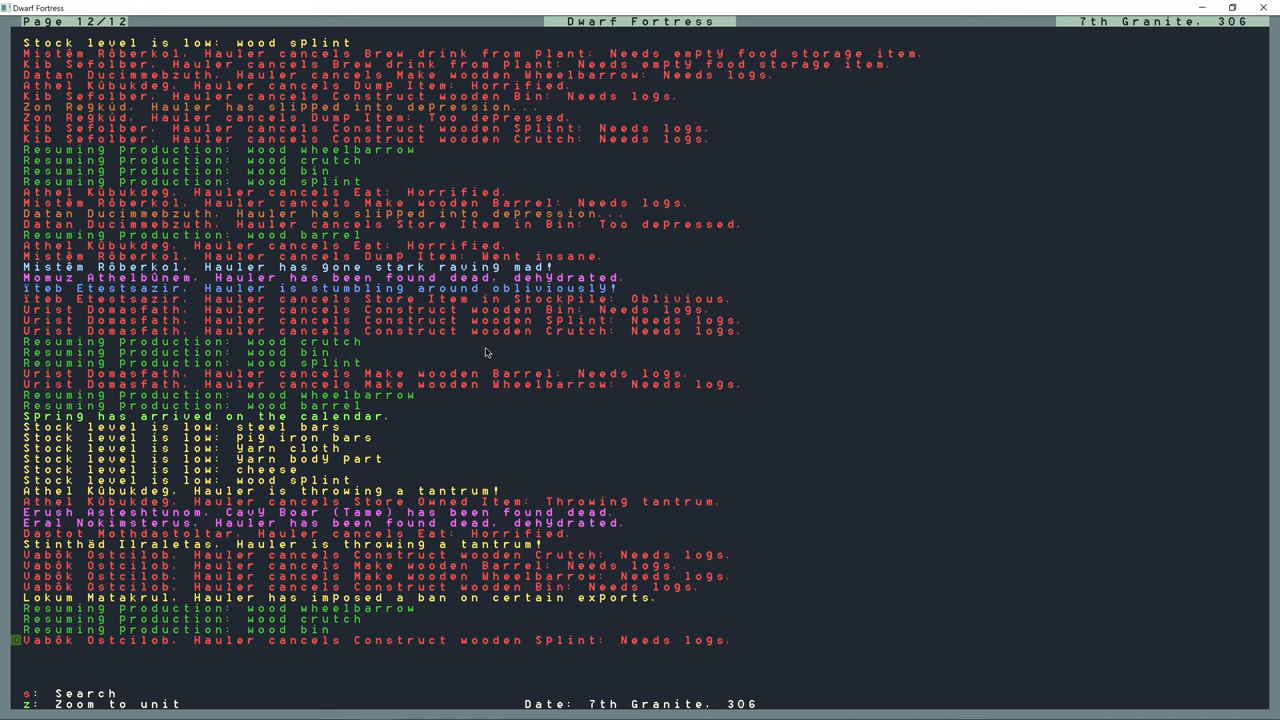 Dwarf Fortress
Page 12/12
Dwarf Fortress
7th Granite, 306
Stock level is low: wood splint
Mistêm Rôberkol, Hauler cancels Brew drink from Plant: Needs empty food storage item.
Kib Sefolber, Hauler cancels Brew drink from Plant: Needs empty food storage item.
Datan Ducimmebzuth, Hauler cancels Make wooden Wheelbarrow: Needs logs.
Athel Kûbukdeg, Hauler cancels Dump Item: Horrified.
Kib Sefolber, Hauler cancels Construct wooden Bin: Needs logs.
Zon Regkûd, Hauler has slipped into depression...
Zon Regkûd, Hauler cancels Dump Item: Too depressed.
Kib Sefolber, Hauler cancels Construct wooden Splint: Needs logs.
Kib Sefolber, Hauler cancels Construct wooden Crutch: Needs logs.
Resuming Production: wood wheelbarrow
Resuming Production: wood crutch
Resuming Production: wood bin
Resuming Production: wood splint
Athel Kûbukdeg, Hauler cancels Eat: Horrified.
Mistêm Rôberkol, Hauler cancels Make wooden Barrel: Needs logs.
Datan Ducimmebzuth, Hauler has slipped into depression...
Datan Ducimmebzuth, Hauler cancels Store Item in Bin: Too depressed.
Resuming Production: wood barrel
Athel Kûbukdeg, Hauler cancels Eat: Horrified.
Mistêm Rôberkol, Hauler cancels Dump Item: Went insane.
Mistêm Rôberkol, Hauler has gone stark raving mad!
Momuz Athelbûnem, Hauler has been found dead, dehydrated.
Ïteb Etestsazir, Hauler is stumbling around obliviously!
Ïteb Etestsazir, Hauler cancels Store Item in Stockpile: Oblivious.
Urist Domasfath, Hauler cancels Construct wooden Bin: Needs logs.
Urist Domasfath, Hauler cancels Construct wooden Splint: Needs logs.
Urist Domasfath, Hauler cancels Construct wooden Crutch: Needs logs.
Resuming Production: wood crutch
Resuming Production: wood bin
Resuming Production: wood splint
Urist Domasfath, Hauler cancels Make wooden Barrel: Needs logs.
Urist Domasfath, Hauler cancels Make wooden Wheelbarrow: Needs logs.
Resuming Production: wood wheelbarrow
Resuming Production: wood barrel
Spring has arrived on the calendar.
Stock level is low: steel bars
Stock level is low: pig iron bars
Stock level is low: yarn cloth
Stock level is low: yarn body part
Stock level is low: cheese
Stock level is low: wood splint
Athel Kûbukdeg, Hauler is throwing a tantrum!
Athel Kûbukdeg, Hauler cancels Store Owned Item: Throwing tantrum.
Erush Asteshtunom, Cavy Boar (Tame) has been found dead.
Eral Nokimsterus, Hauler has been found dead, dehydrated.
Dastot Mothdastoltar, Hauler cancels Eat: Horrified.
Stinthäd Ilraletas, Hauler is throwing a tantrum!
Vabôk Ostcilob, Hauler cancels Construct wooden Crutch: Needs logs.
Vabôk Ostcilob, Hauler cancels Make wooden Barrel: Needs logs.
Vabôk Ostcilob, Hauler cancels Make wooden Wheelbarrow: Needs logs.
Vabôk Ostcilob, Hauler cancels Construct wooden Bin: Needs logs.
Lokum Matakrul, Hauler has imposed a ban on certain exports.
Resuming Production: wood wheelbarrow
Resuming Production: wood crutch
Resuming Production: wood bin
Vabôk Ostcilob, Hauler cancels Construct wooden Splint: Needs logs.
s: Search
z: Zoom to unit
Date: 7th Granite, 306